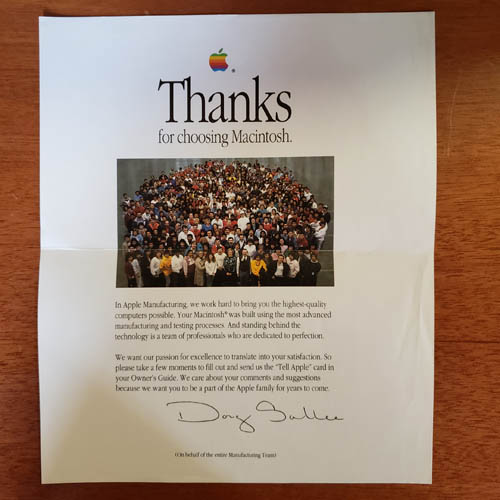 Thanks
for choosing Macintosh.
In Apple Manufacturing, we work hard to bring you the highest-quality
computers possible. Your Macintosh® was built using the most advanced
manufacturing and testing processes. And standing behind the
technology is a team of professionals who are dedicated to perfection.
We want our passion for excellence to translate into your satisfaction. So
please take a few moments to fill out and send us the "Tell Apple" card in
your Owner's Guide. We care about your comments and suggestions
because we want you to be a part of the Apple family for years to come.
Doug
(On behalf of the entire Manufacturing Team)